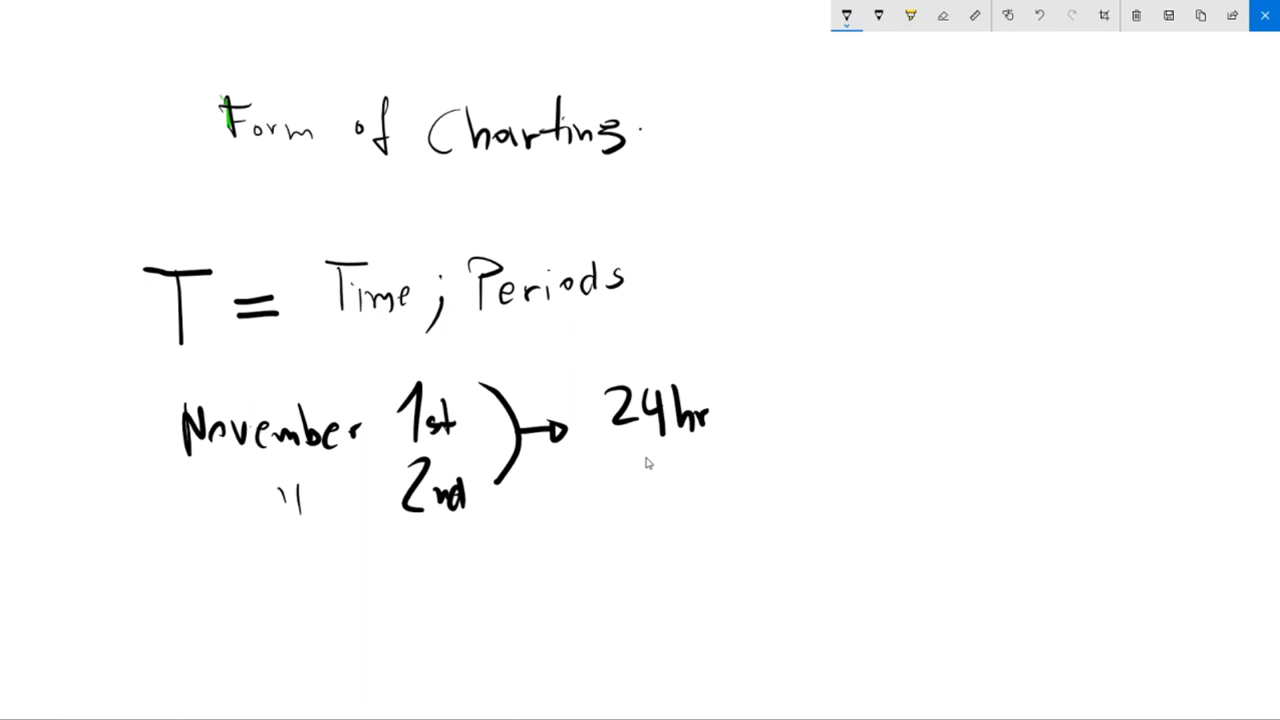 Form of Charting.
T = Time; Periods
November 1st
24hr
" 2nd